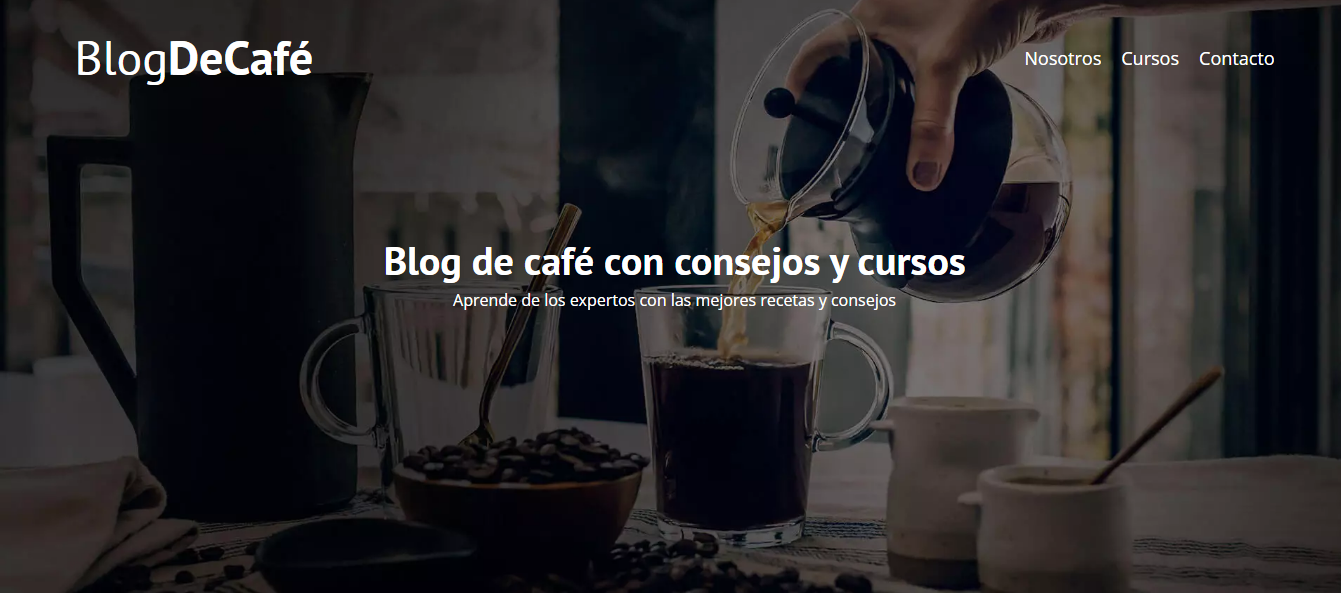 BlogDeCafé
Nosotros Cursos Contacto
Blog de café con consejos y cursos
Aprende de los expertos con las mejores recetas y consejos